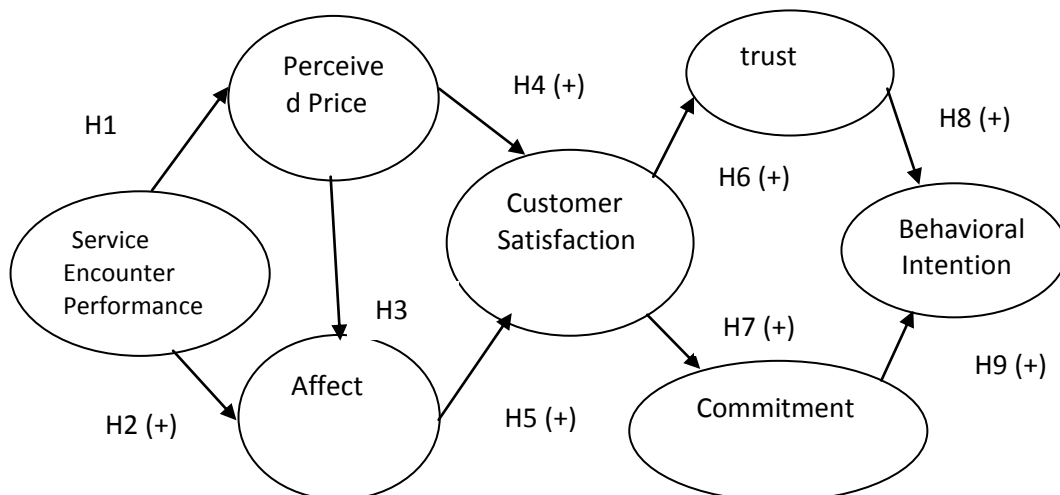 Perceive
d Price
trust
H4 (+)
H1
H8 (+)
H6 (+)
Customer
Satisfaction
Service
Encounter
Performance
Behavioral
Intention
H3
H7 (+)
Affect
H9 (+)
Commitment
H2 (+)
H5 (+)